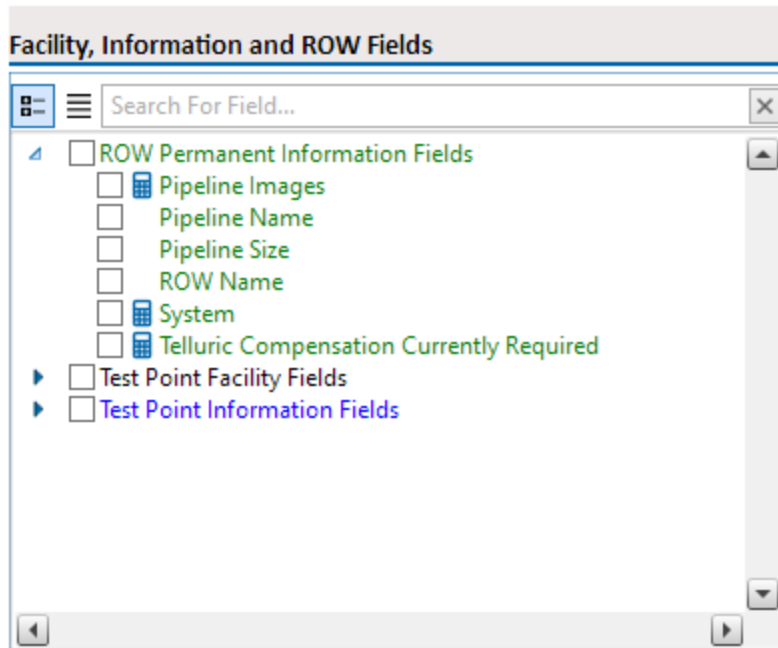 Facility, Information and ROW Fields
Search For Field...
ROW Permanent Information Fields
Pipeline Images
Pipeline Name
Pipeline Size
ROW Name
System
Telluric Compensation Currently Required
Test Point Facility Fields
Test Point Information Fields